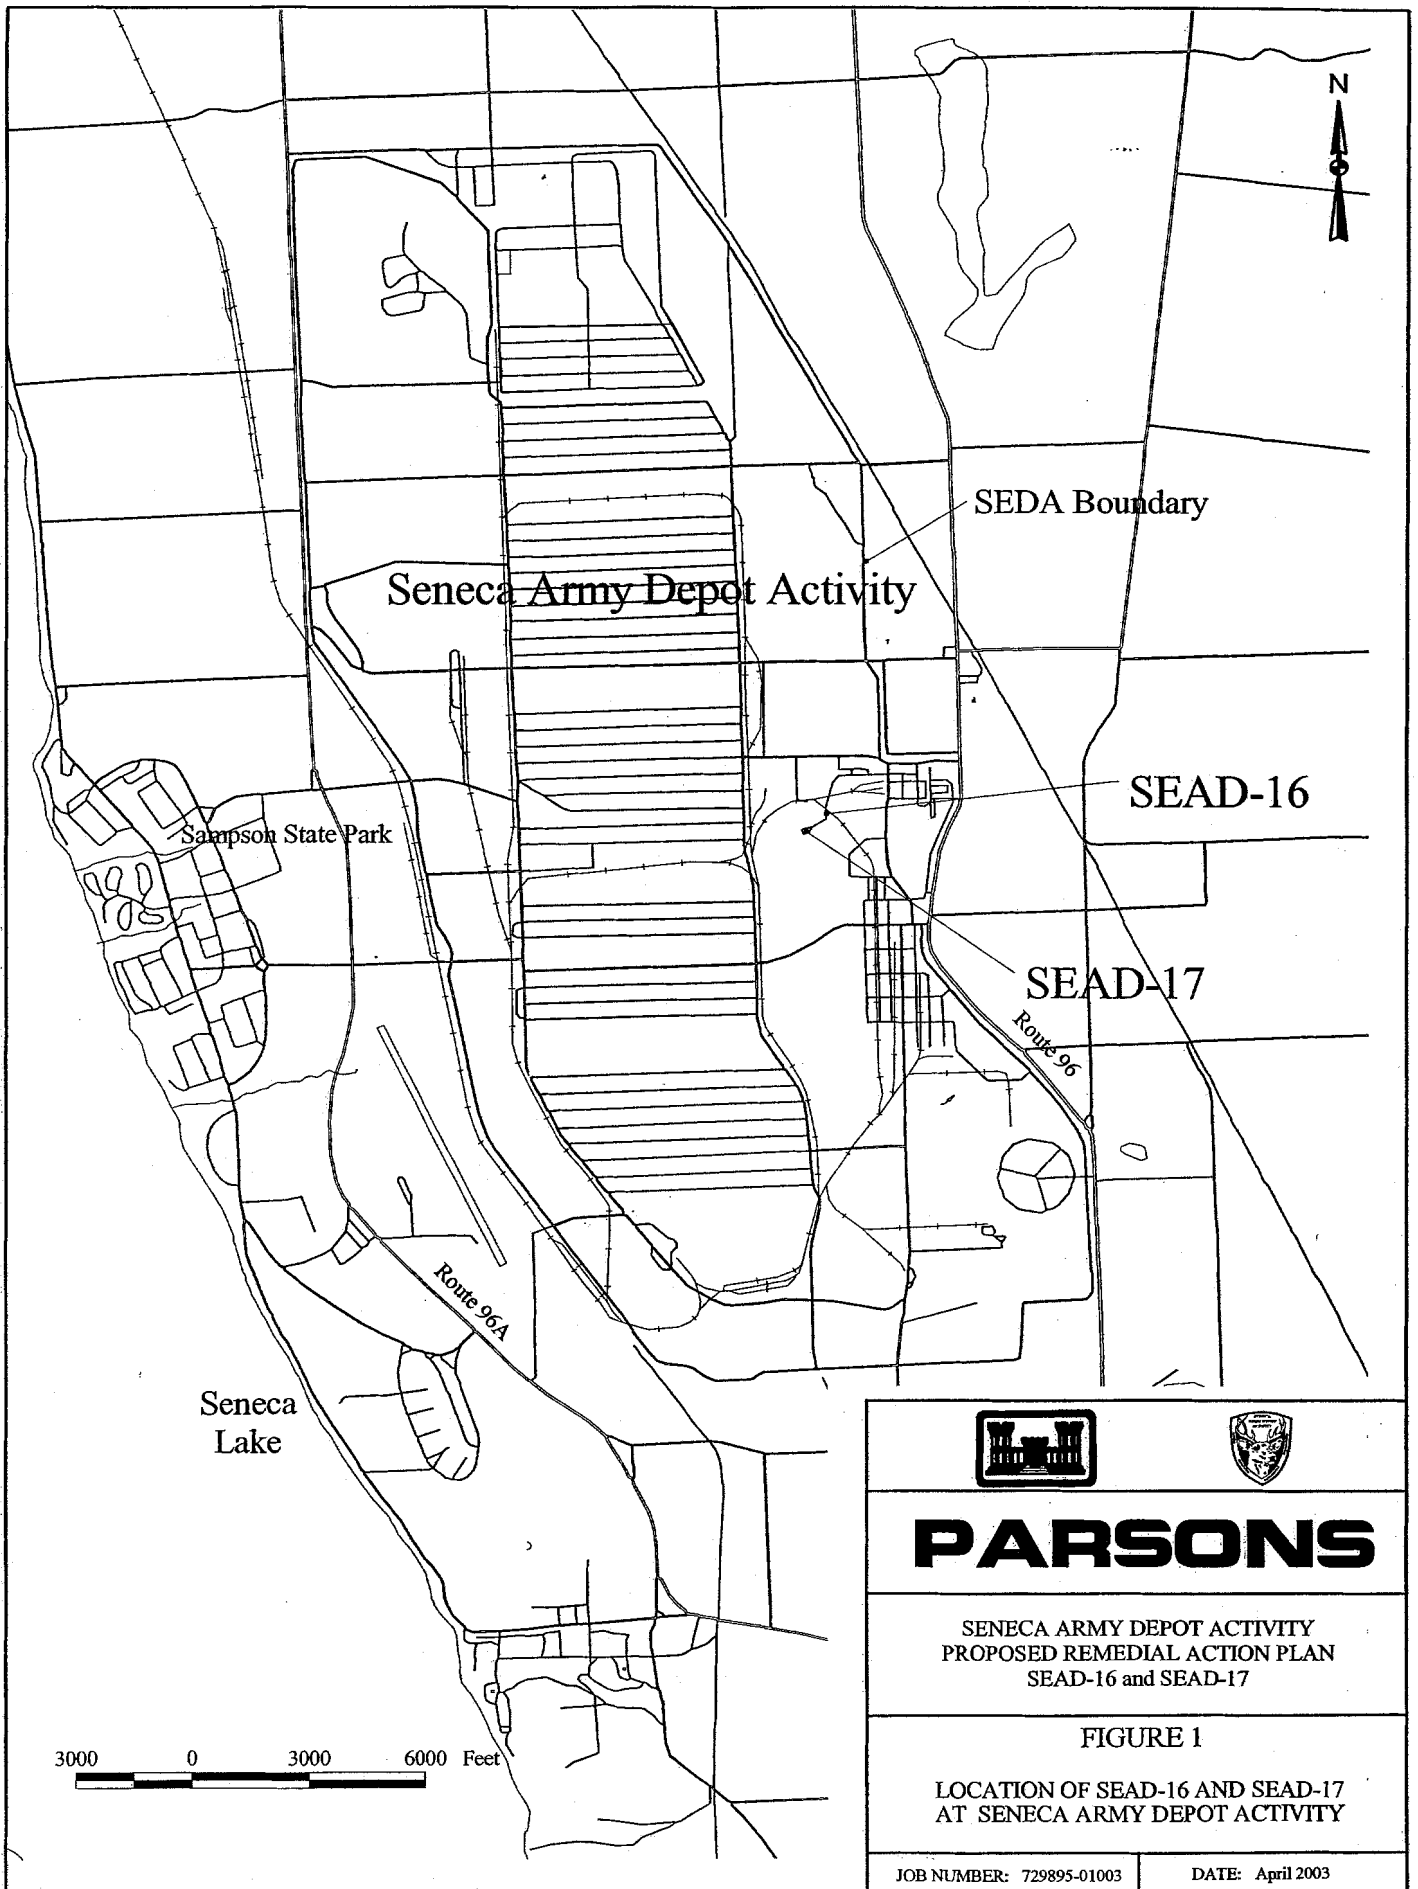 N
SEDA Boundary
Seneca Army Depot Activity
SEAD-16
Sampson State Park
SEAD-17
Route 96
Route 96A
Seneca
Lake
3000 0 3000 6000 Feet
PARSONS
SENECA ARMY DEPOT ACTIVITY
PROPOSED REMEDIAL ACTION PLAN
SEAD-16 and SEAD-17
FIGURE 1
LOCATION OF SEAD-16 AND SEAD-17
AT SENECA ARMY DEPOT ACTIVITY
JOB NUMBER: 729895-01003
DATE: April 2003